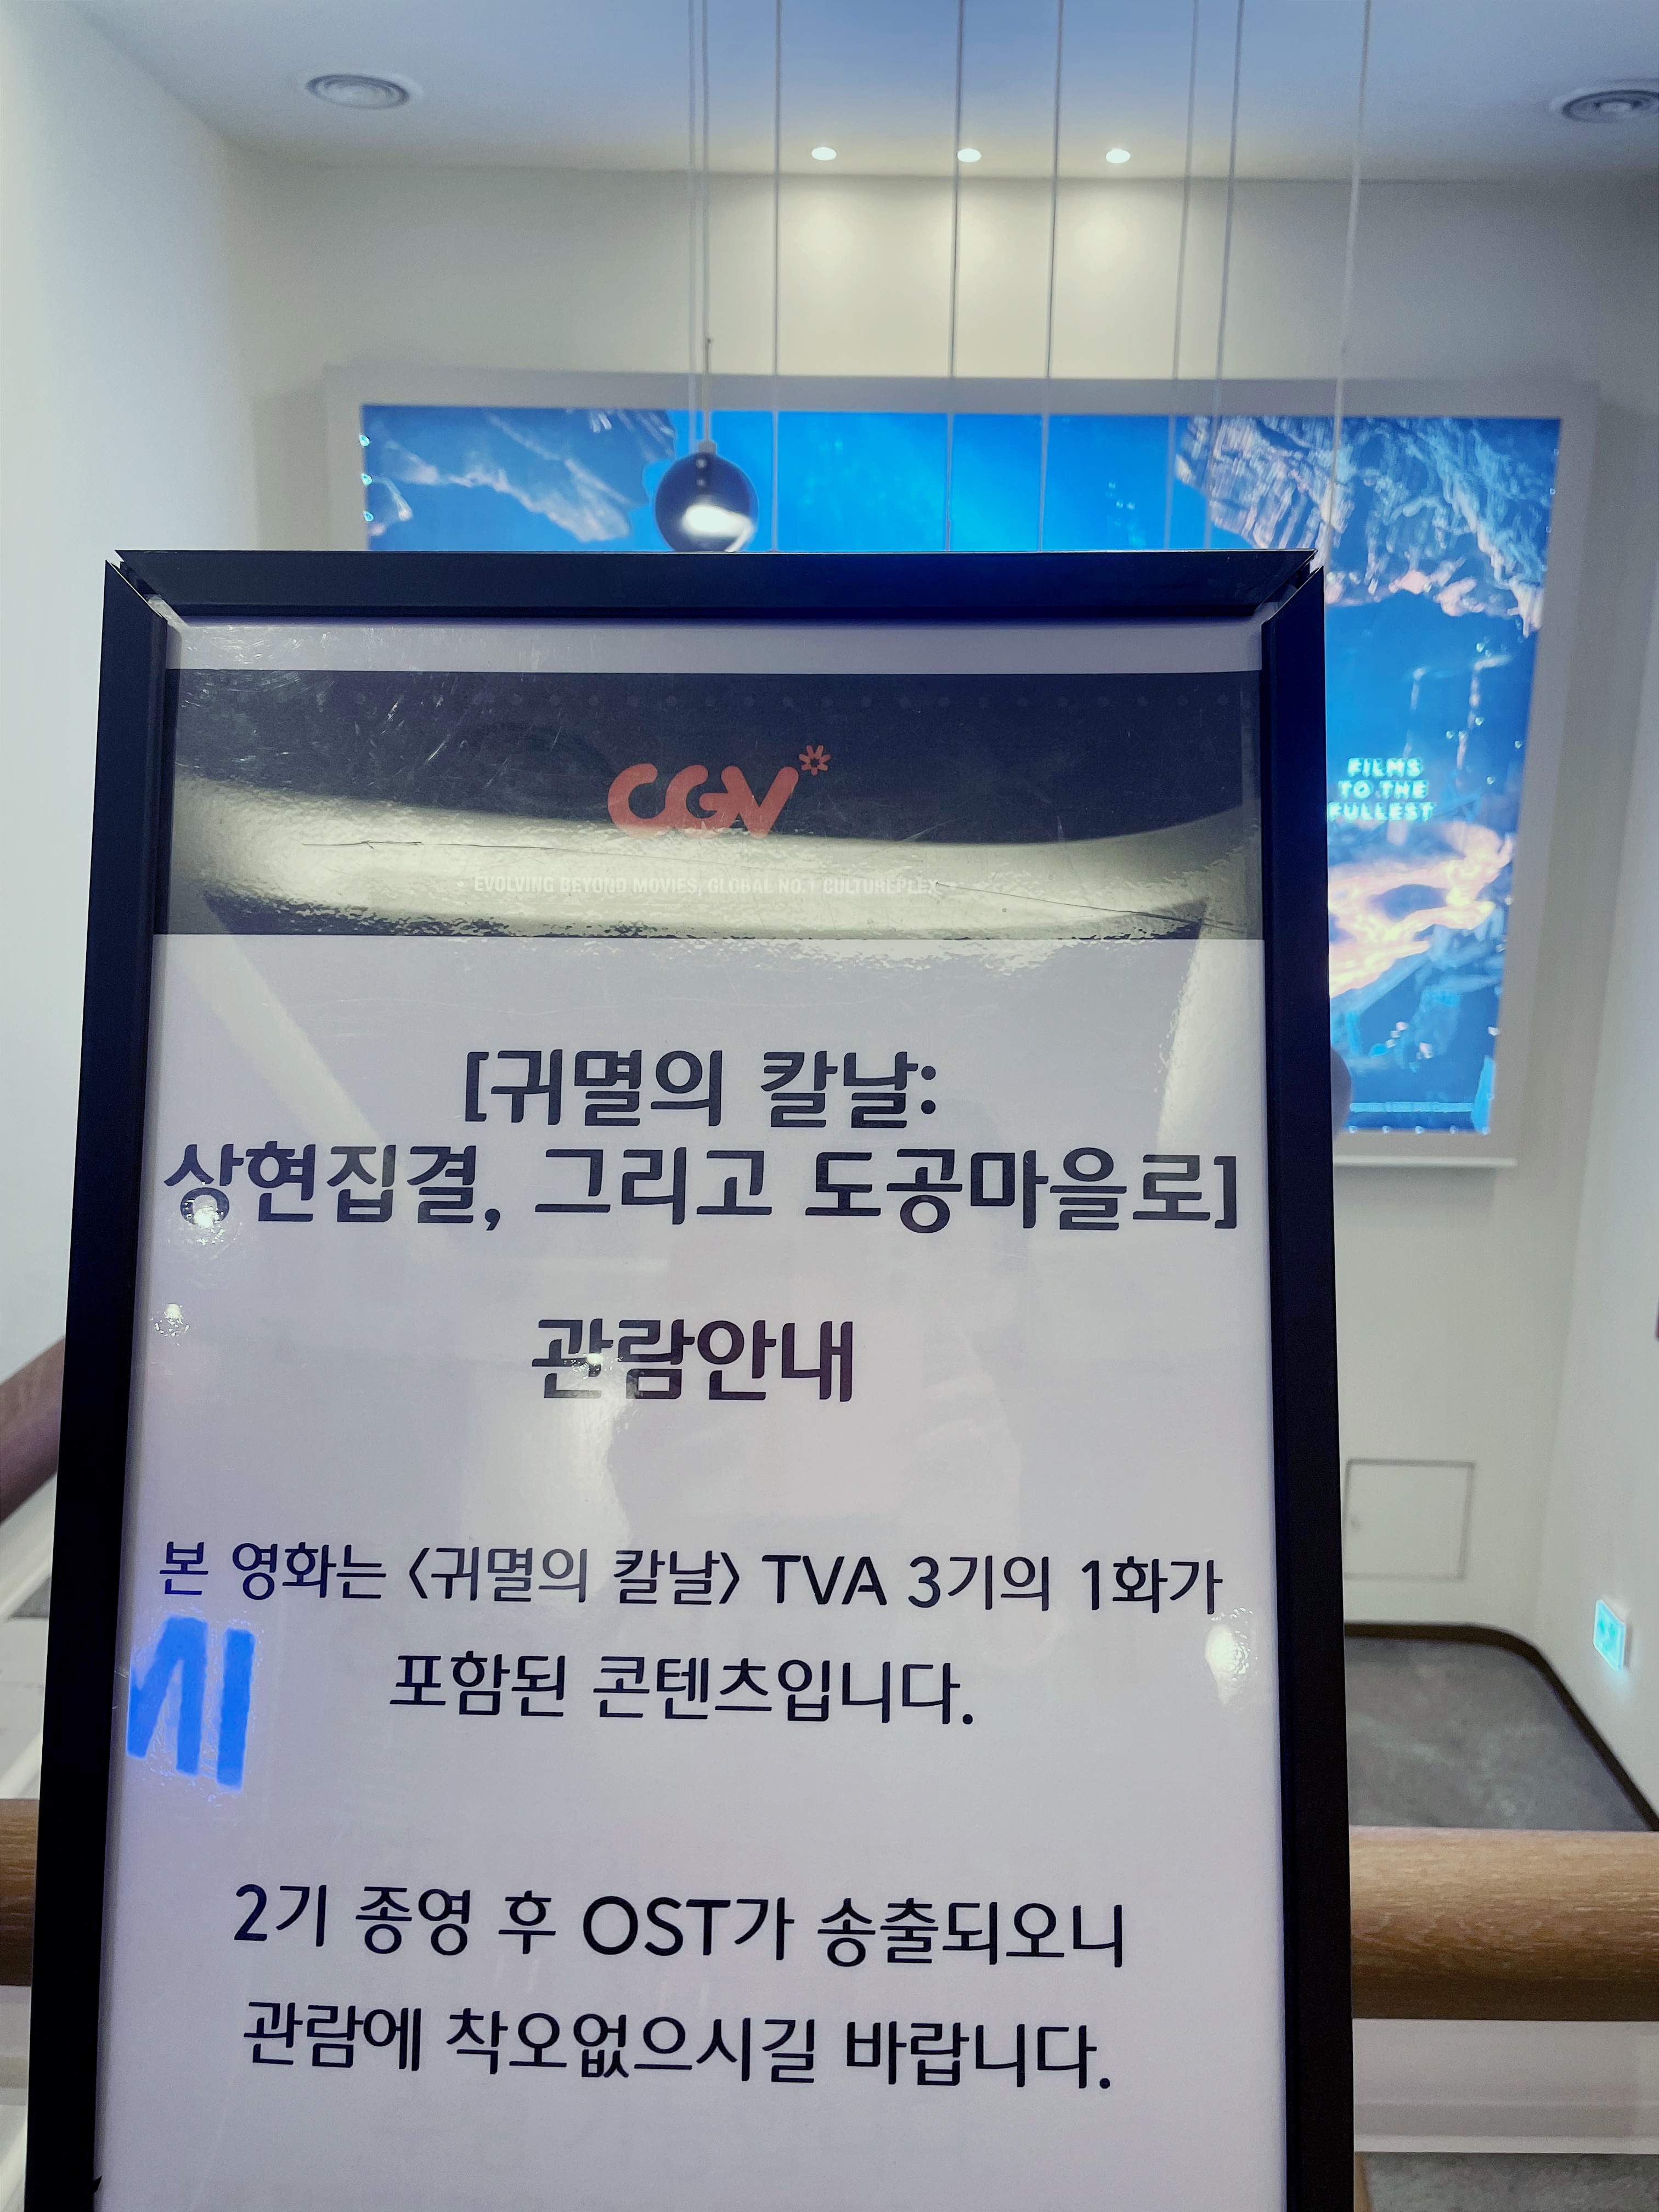 CGV
• EVOLVING BEYOND MOVIES, GLOBAL NO.1 CULTUREPLEX •
FILMS
TO THE
FULLEST
[귀멸의 칼날:
상현집결, 그리고 도공마을로]
관람안내
본 영화는 <귀멸의 칼날> TVA 3기의 1화가
포함된 콘텐츠입니다.
2기 종영 후 OST가 송출되오니
관람에 착오없으시길 바랍니다.